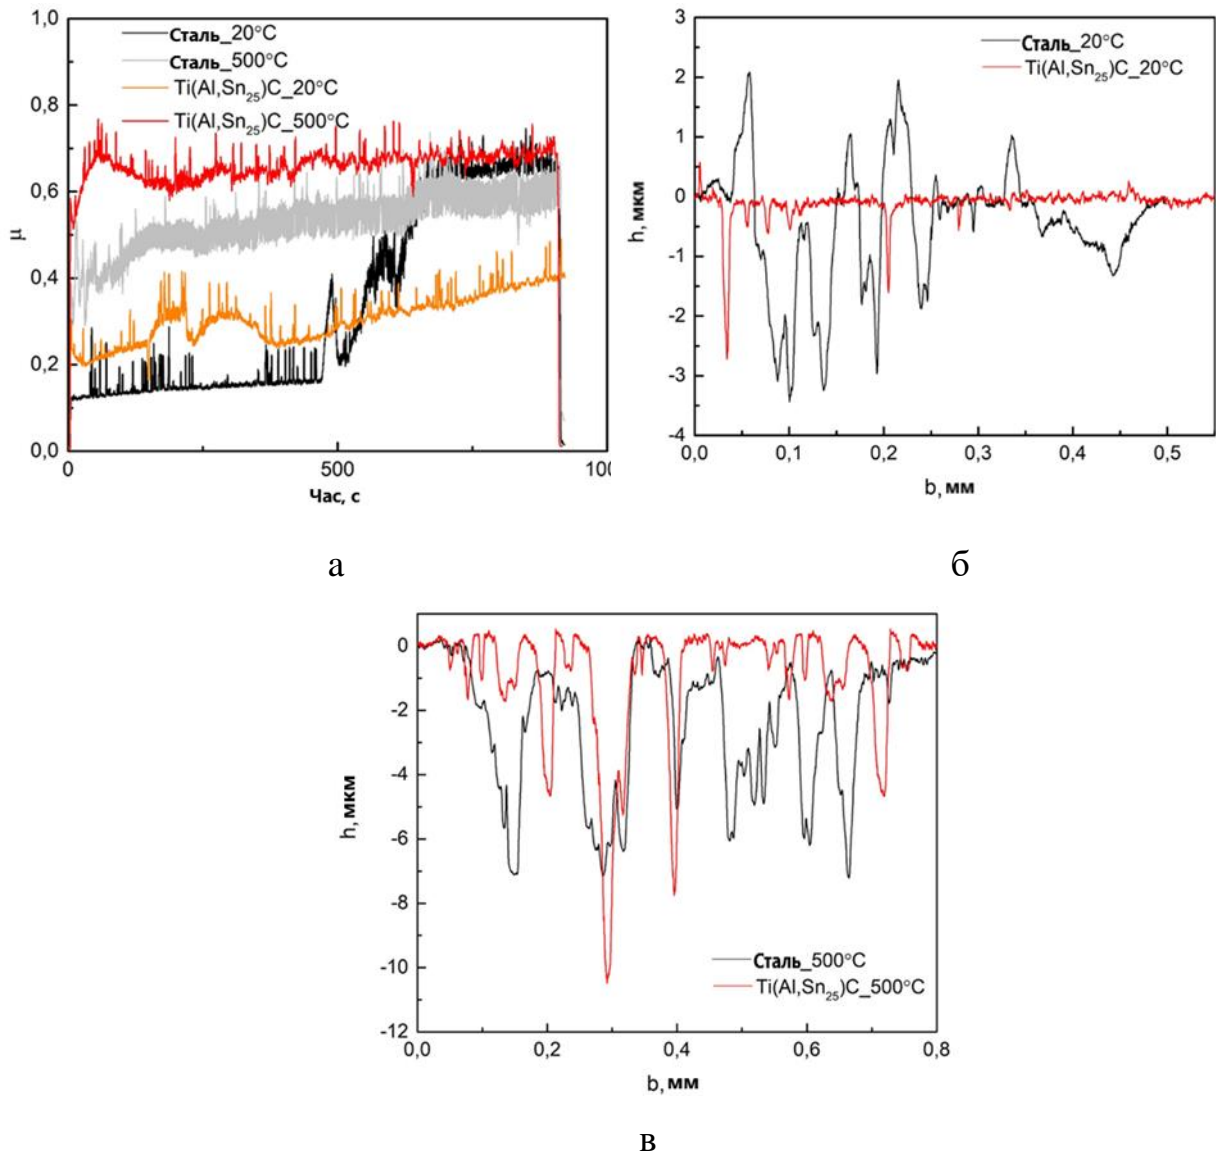 1,0
0,8
0,6
0,4
0,2
0,0
μ
Сталь_20°C
Сталь_500°C
Ti(Al,Sn₂₅)C_20°C
Ti(Al,Sn₂₅)C_500°C
0 500 100
Час, с
а
3
2
1
0
-1
-2
-3
-4
h, мкм
Сталь_20°C
Ti(Al,Sn₂₅)C_20°C
0,0 0,1 0,2 0,3 0,4 0,5
b, мм
б
0
-2
-4
-6
-8
-10
-12
h, мкм
Сталь_500°C
Ti(Al,Sn₂₅)C_500°C
0,0 0,2 0,4 0,6 0,8
b, мм
в